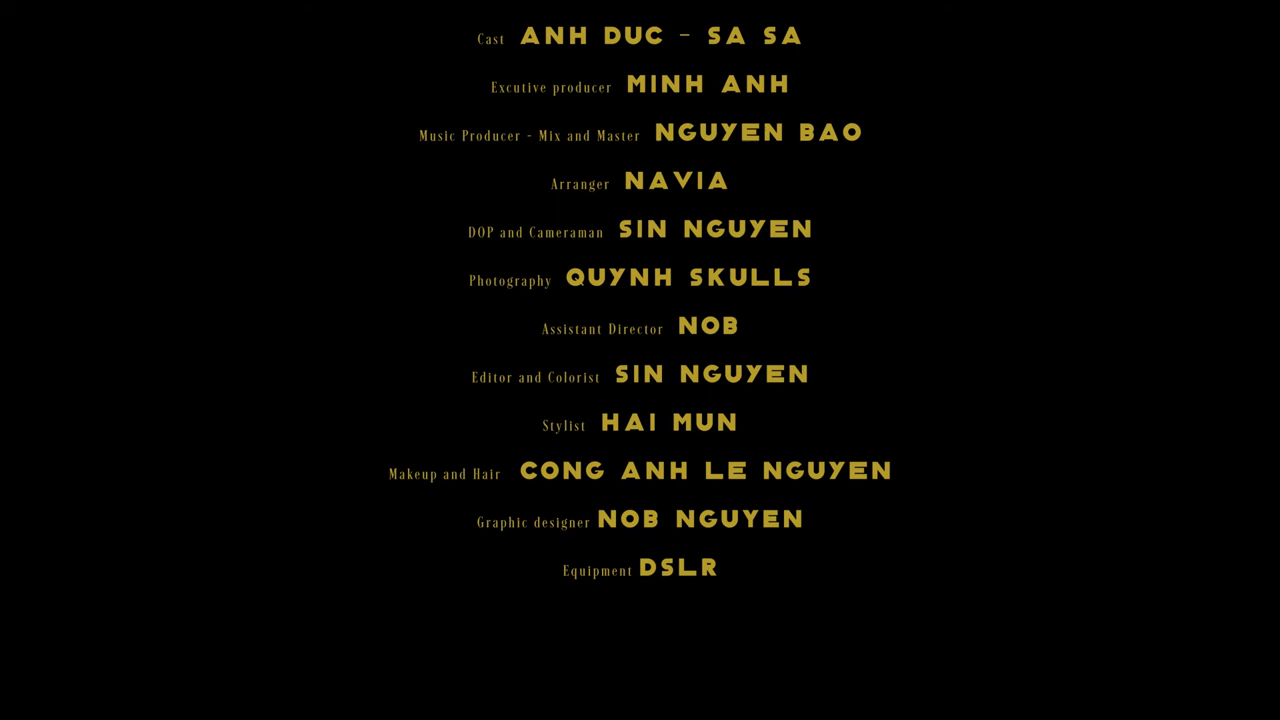 Cast ANH DUC - SA SA
Excutive producer MINH ANH
Music Producer - Mix and Master NGUYEN BAO
Arranger NAVIA
DOP and Cameraman SIN NGUYEN
Photography QUYNH SKULLS
Assistant Director NOB
Editor and Colorist SIN NGUYEN
Stylist HAI MUN
Makeup and Hair CONG ANH LE NGUYEN
Graphic designer NOB NGUYEN
Equipment DSLR